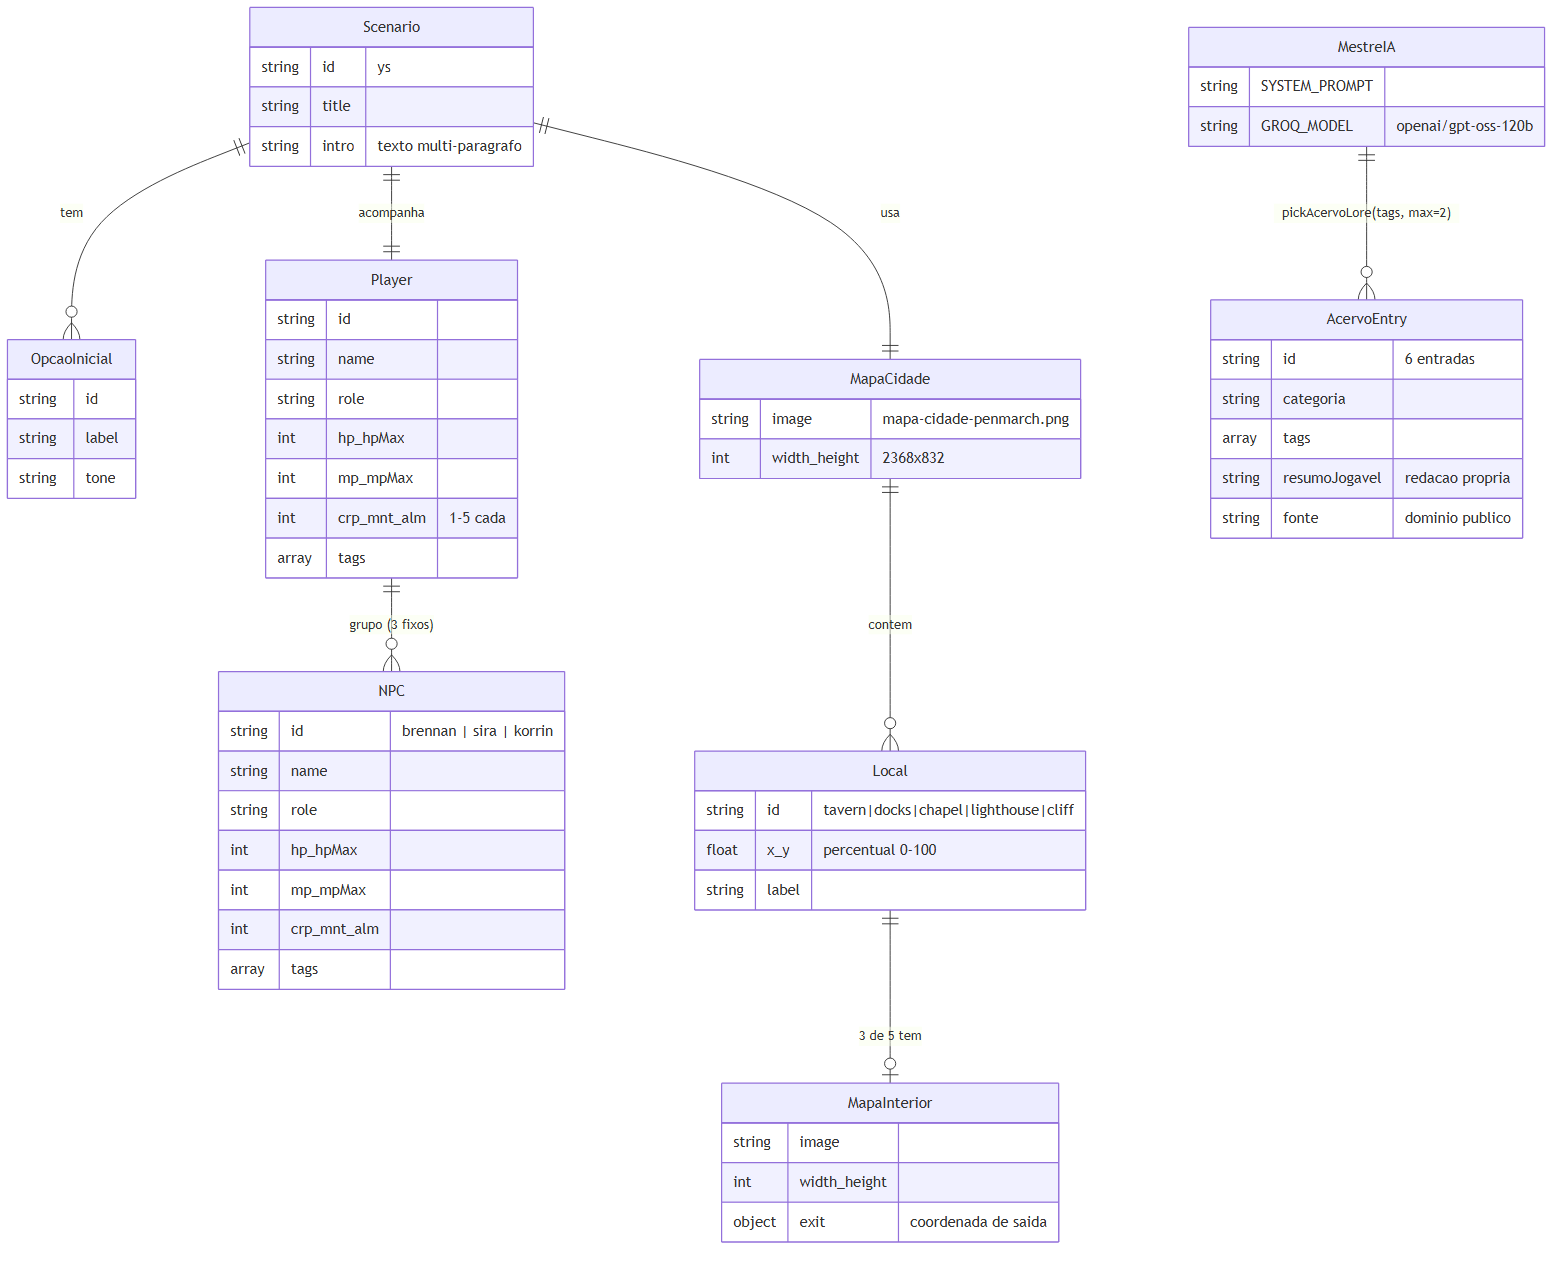 Scenario
string id ys
string title
string intro texto multi-paragrafo
MestreIA
string SYSTEM_PROMPT
string GROQ_MODEL openai/gpt-oss-120b
tem
acompanha
usa
pickAcervoLore(tags, max=2)
OpcaoInicial
string id
string label
string tone
Player
string id
string name
string role
int hp_hpMax
int mp_mpMax
int crp_mnt_alm 1-5 cada
array tags
MapaCidade
string image mapa-cidade-penmarch.png
int width_height 2368x832
AcervoEntry
string id 6 entradas
string categoria
array tags
string resumoJogavel redacao propria
string fonte dominio publico
grupo (3 fixos)
contem
NPC
string id brennan | sira | korrin
string name
string role
int hp_hpMax
int mp_mpMax
int crp_mnt_alm
array tags
Local
string id tavern|docks|chapel|lighthouse|cliff
float x_y percentual 0-100
string label
3 de 5 tem
MapaInterior
string image
int width_height
object exit coordenada de saida